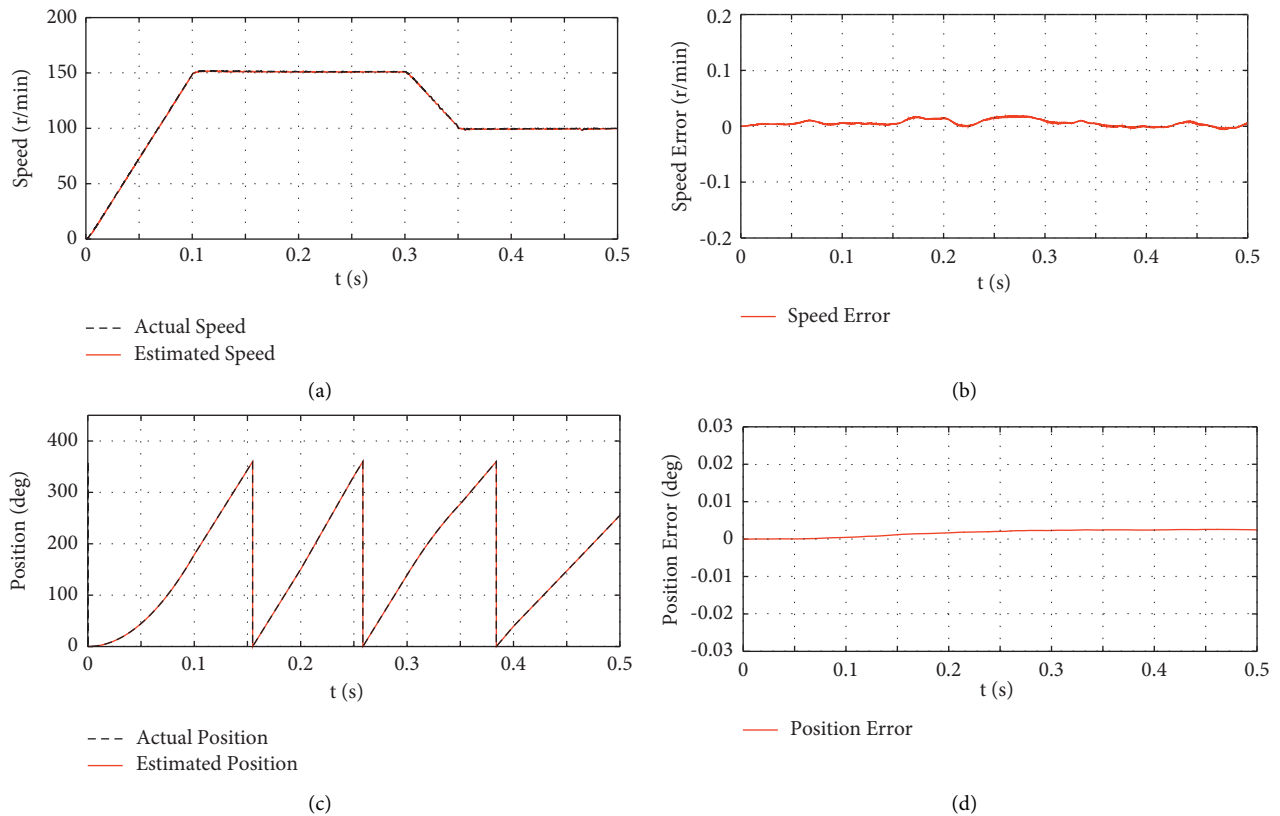 200
150
100
50
0
Speed (r/min)
0 0.1 0.2 0.3 0.4 0.5
t (s)
Actual Speed
Estimated Speed
(a)
0.2
0.1
0
-0.1
-0.2
Speed Error (r/min)
0 0.1 0.2 0.3 0.4 0.5
t (s)
Speed Error
(b)
400
300
200
100
0
Position (deg)
0 0.1 0.2 0.3 0.4 0.5
t (s)
Actual Position
Estimated Position
(c)
0.03
0.02
0.01
0
-0.01
-0.02
-0.03
Position Error (deg)
0 0.1 0.2 0.3 0.4 0.5
t (s)
Position Error
(d)